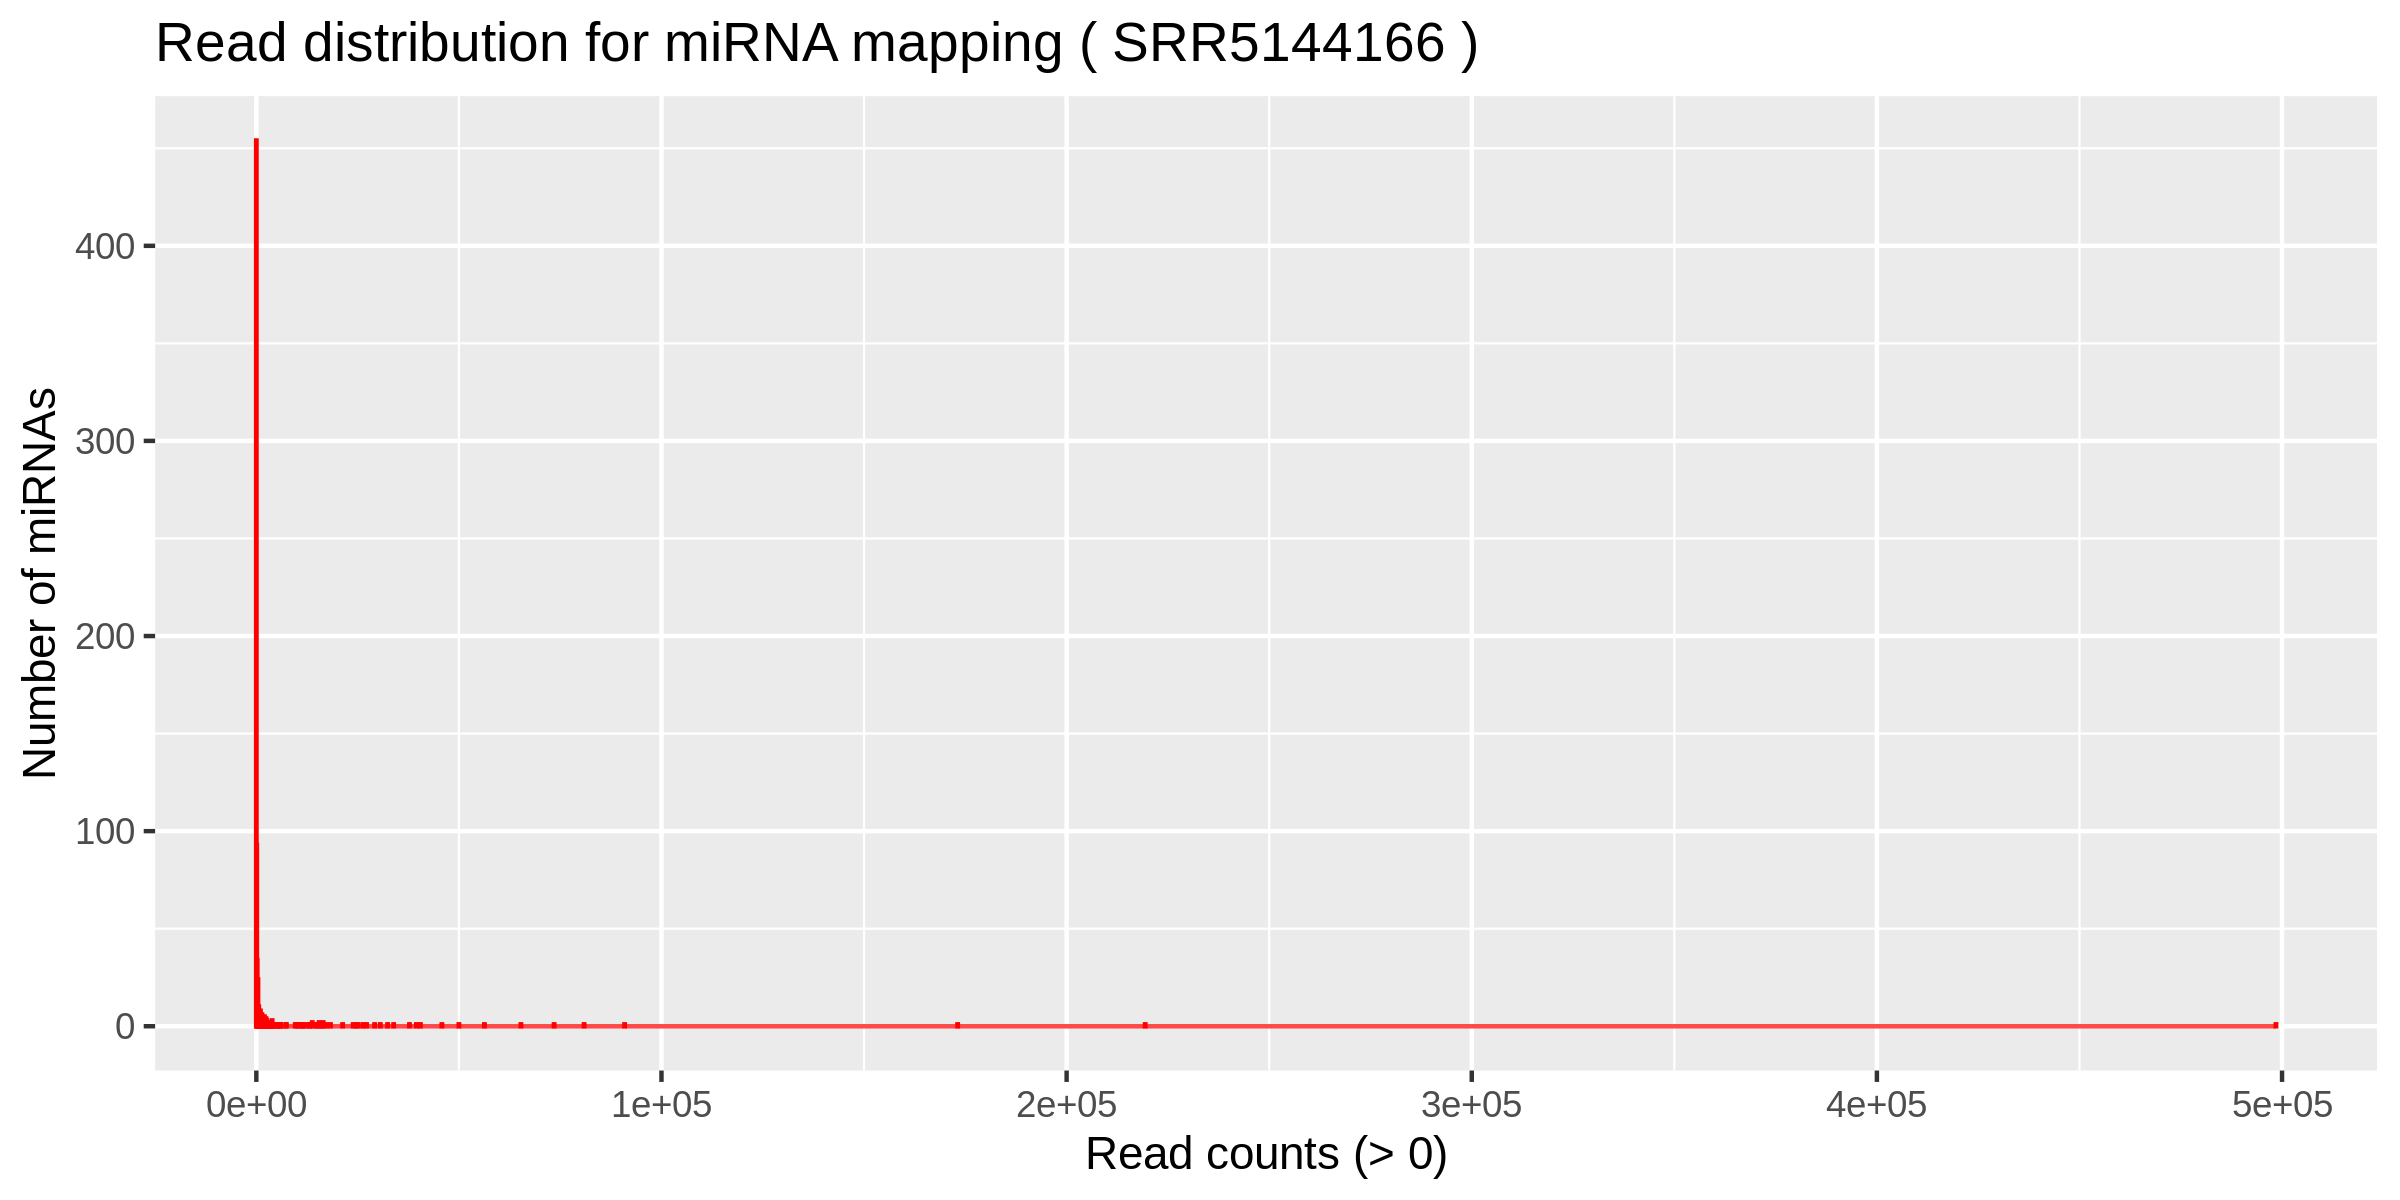 Read distribution for miRNA mapping ( SRR5144166 )
Number of miRNAs
400
300
200
100
0
0e+00 1e+05 2e+05 3e+05 4e+05 5e+05
Read counts (> 0)